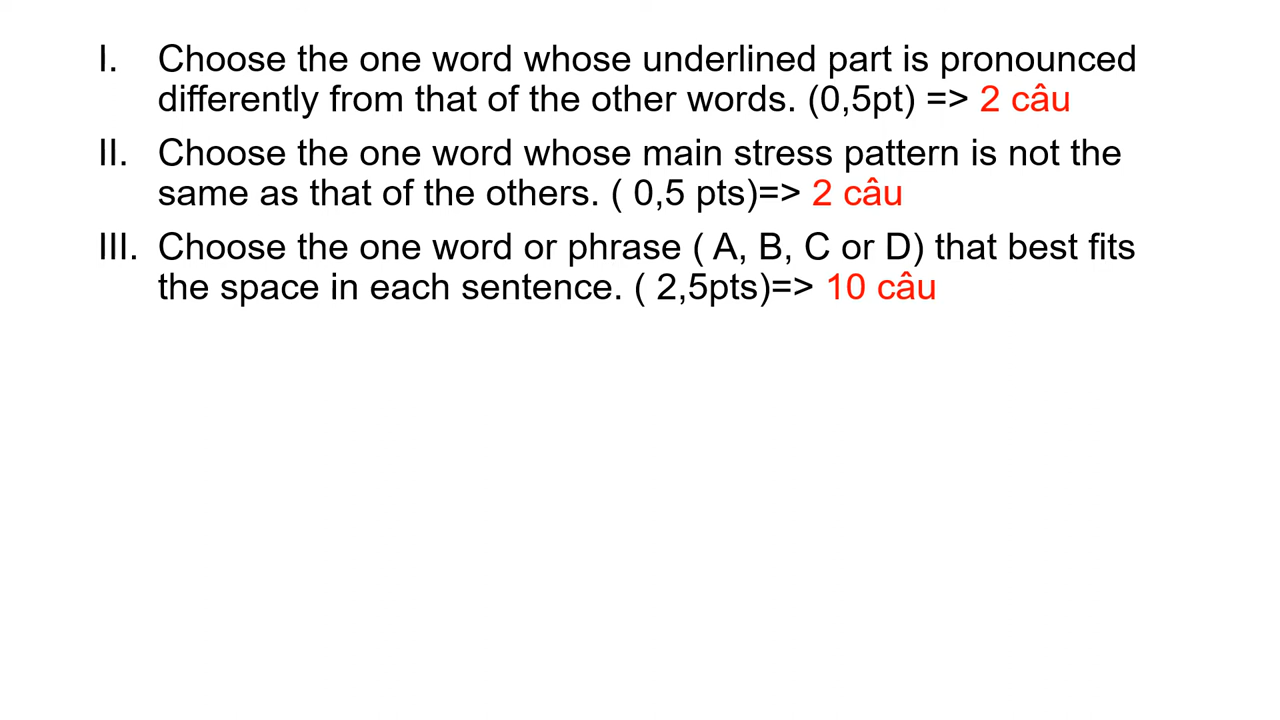 I. Choose the one word whose underlined part is pronounced
differently from that of the other words. (0,5pt) => 2 câu
II. Choose the one word whose main stress pattern is not the
same as that of the others. ( 0,5 pts)=> 2 câu
III. Choose the one word or phrase ( A, B, C or D) that best fits
the space in each sentence. ( 2,5pts)=> 10 câu